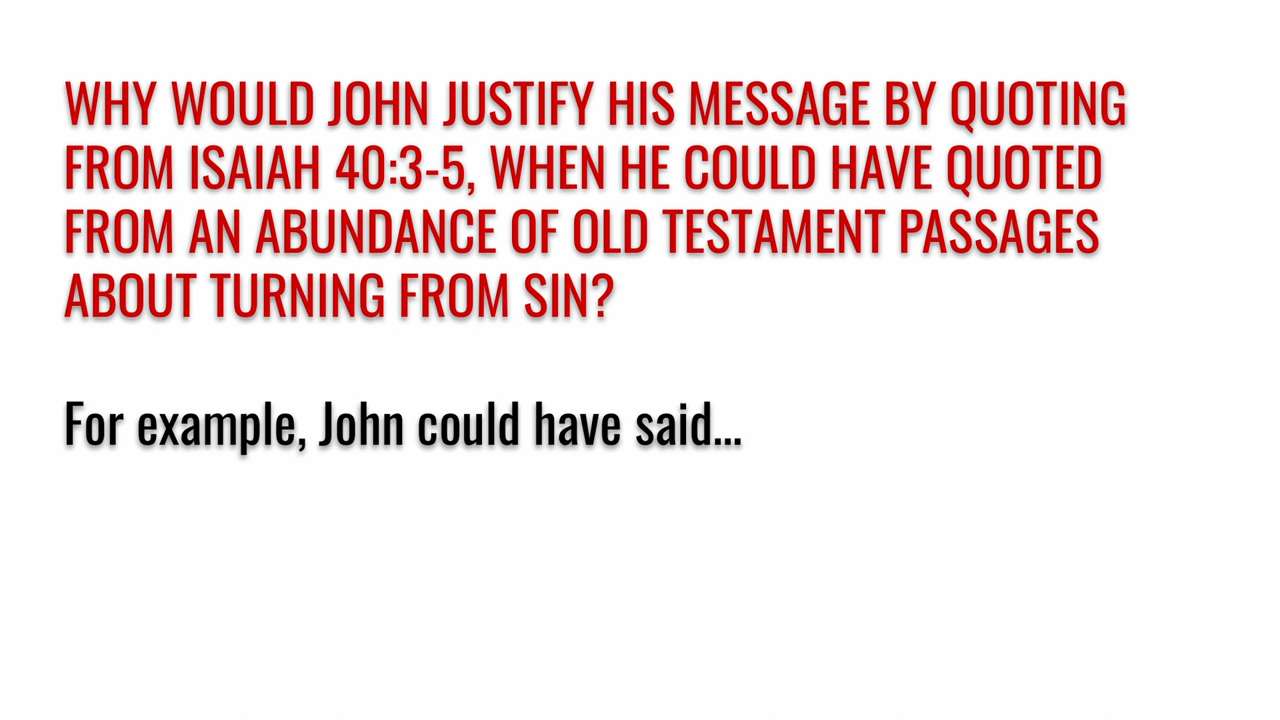 WHY WOULD JOHN JUSTIFY HIS MESSAGE BY QUOTING
FROM ISAIAH 40:3-5, WHEN HE COULD HAVE QUOTED
FROM AN ABUNDANCE OF OLD TESTAMENT PASSAGES
ABOUT TURNING FROM SIN?
For example, John could have said...